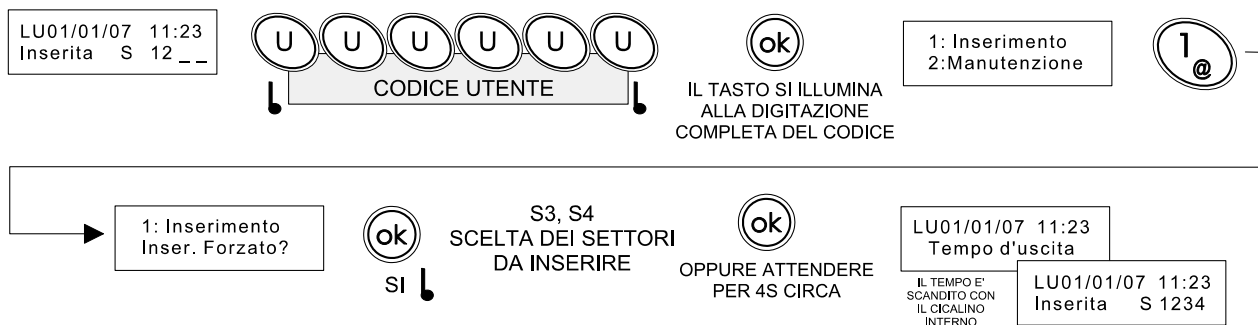 LU01/01/07 11:23
Inserita S 12 _ _
U U U U U U
CODICE UTENTE
ok
IL TASTO SI ILLUMINA
ALLA DIGITAZIONE
COMPLETA DEL CODICE
1: Inserimento
2:Manutenzione
1
@
1: Inserimento
Inser. Forzato?
ok
SI
S3, S4
SCELTA DEI SETTORI
DA INSERIRE
ok
OPPURE ATTENDERE
PER 4S CIRCA
LU01/01/07 11:23
Tempo d'uscita
IL TEMPO E'
SCANDITO CON
IL CICALINO
INTERNO
LU01/01/07 11:23
Inserita S 1234